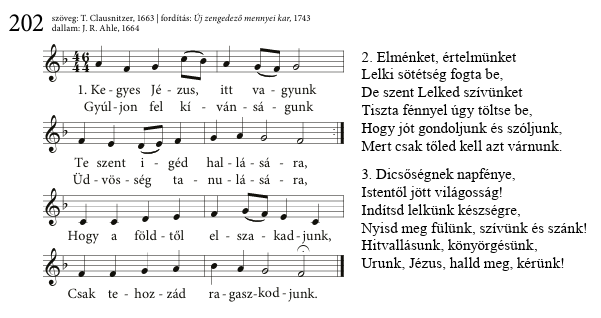 202 szöveg: T. Clausnitzer, 1663 | fordítás: Új zengedező mennyei kar, 1743
dallam: J. R. Ahle, 1664
4 6
4 4
1. Ke - gyes Jé - zus, itt va - gyunk
Gyúl - jon fel kí - ván - sá - gunk
Te szent i - géd hal - lá - sá - ra,
Üd - vös - ség ta - nu - lá - sá - ra,
Hogy a föld - től el - sza - kad - junk,
Csak te - hoz - zád ra - gasz - kod - junk.
2. Elménket, értelmünket
Lelki sötétség fogta be,
De szent Lelked szívünket
Tiszta fénnyel úgy töltse be,
Hogy jót gondoljunk és szóljunk,
Mert csak tőled kell azt várnunk.
3. Dicsőségnek napfénye,
Istentől jött világosság!
Indítsd lelkünk készségre,
Nyisd meg fülünk, szívünk és szánk!
Hitvallásunk, könyörgésünk,
Urunk, Jézus, halld meg, kérünk!